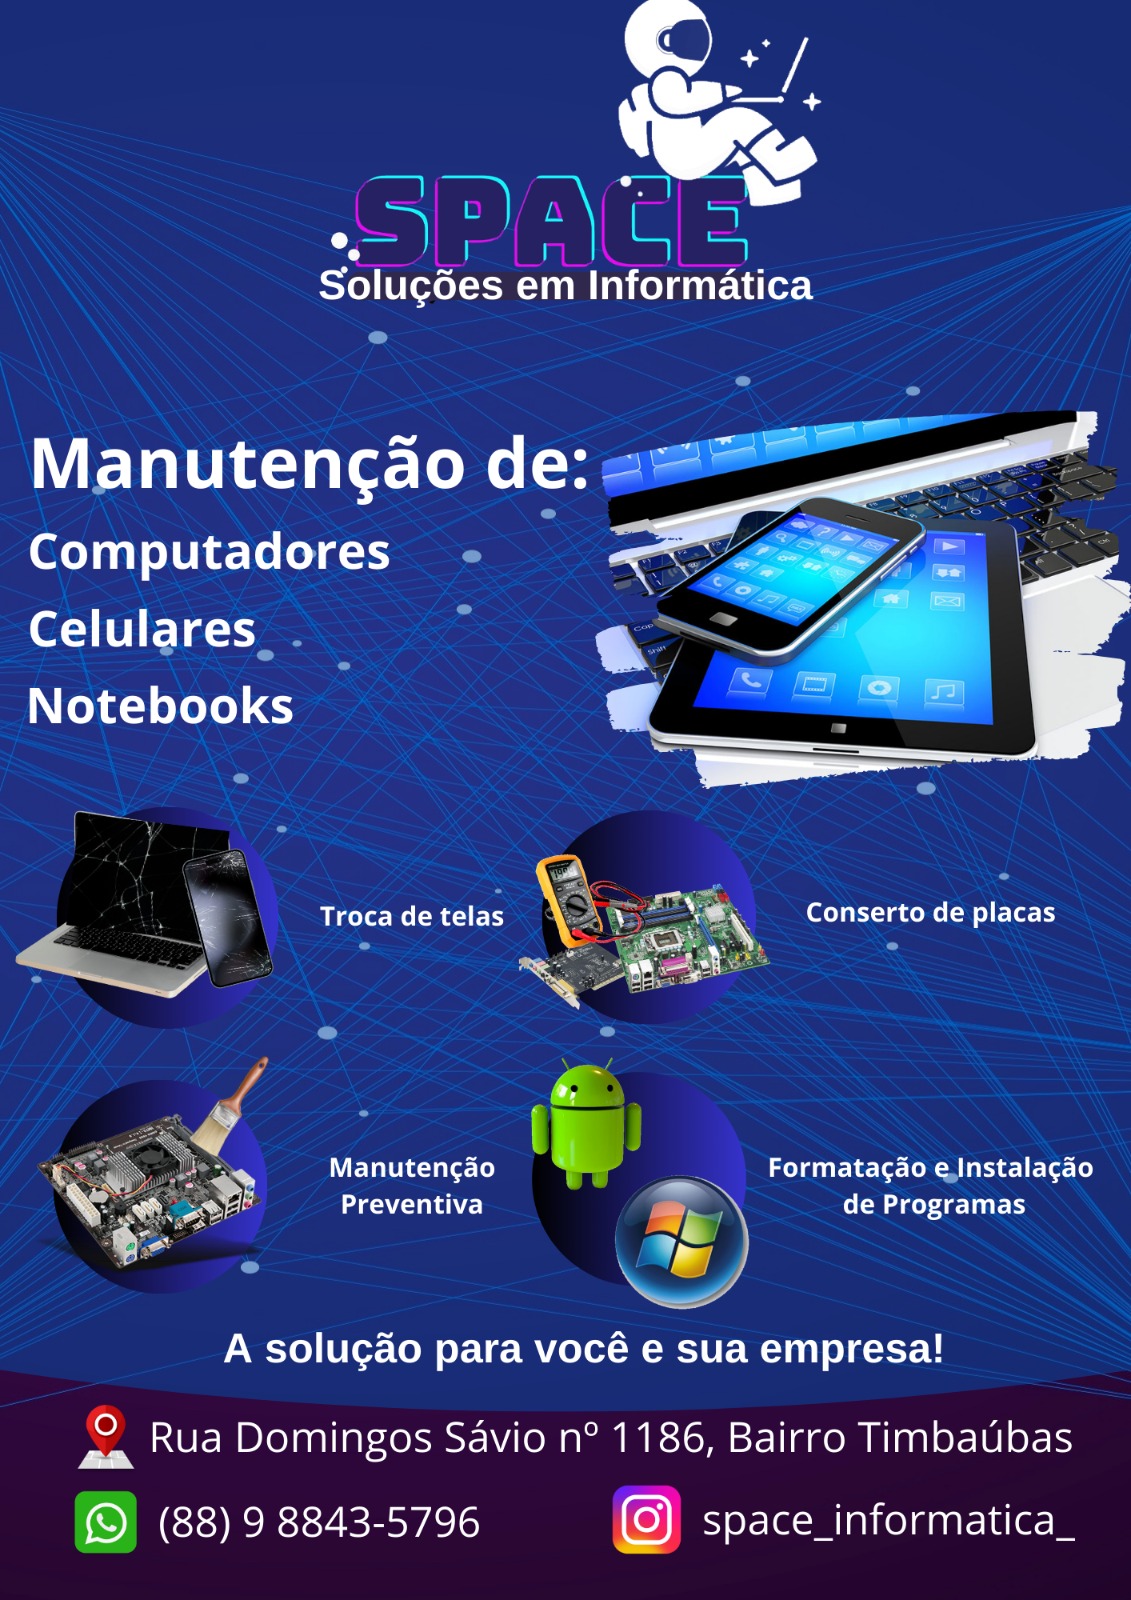 SPACE
Soluções em Informática
Manutenção de:
Computadores
Celulares
Notebooks
Troca de telas
Conserto de placas
Manutenção
Preventiva
Formatação e Instalação
de Programas
A solução para você e sua empresa!
Rua Domingos Sávio nº 1186, Bairro Timbaúbas
(88) 9 8843-5796
space_informatica_